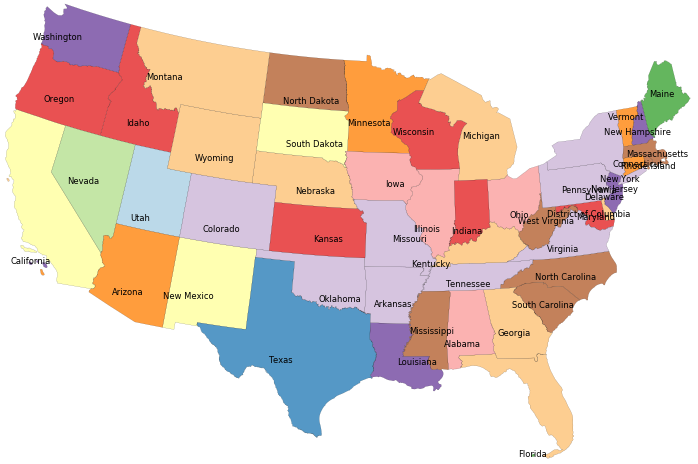 Washington
Oregon
Idaho
Montana
North Dakota
Minnesota
Wisconsin
Michigan
Maine
Vermont
New Hampshire
Massachusetts
Connecticut
Rhode Island
Wyoming
South Dakota
Nevada
Utah
Colorado
Nebraska
Iowa
Illinois
Indiana
Ohio
Pennsylvania
New York
New Jersey
Delaware
District of Columbia
Maryland
West Virginia
Virginia
Kansas
Missouri
Kentucky
California
Arizona
New Mexico
Oklahoma
Arkansas
Tennessee
North Carolina
South Carolina
Mississippi
Alabama
Georgia
Texas
Louisiana
Florida